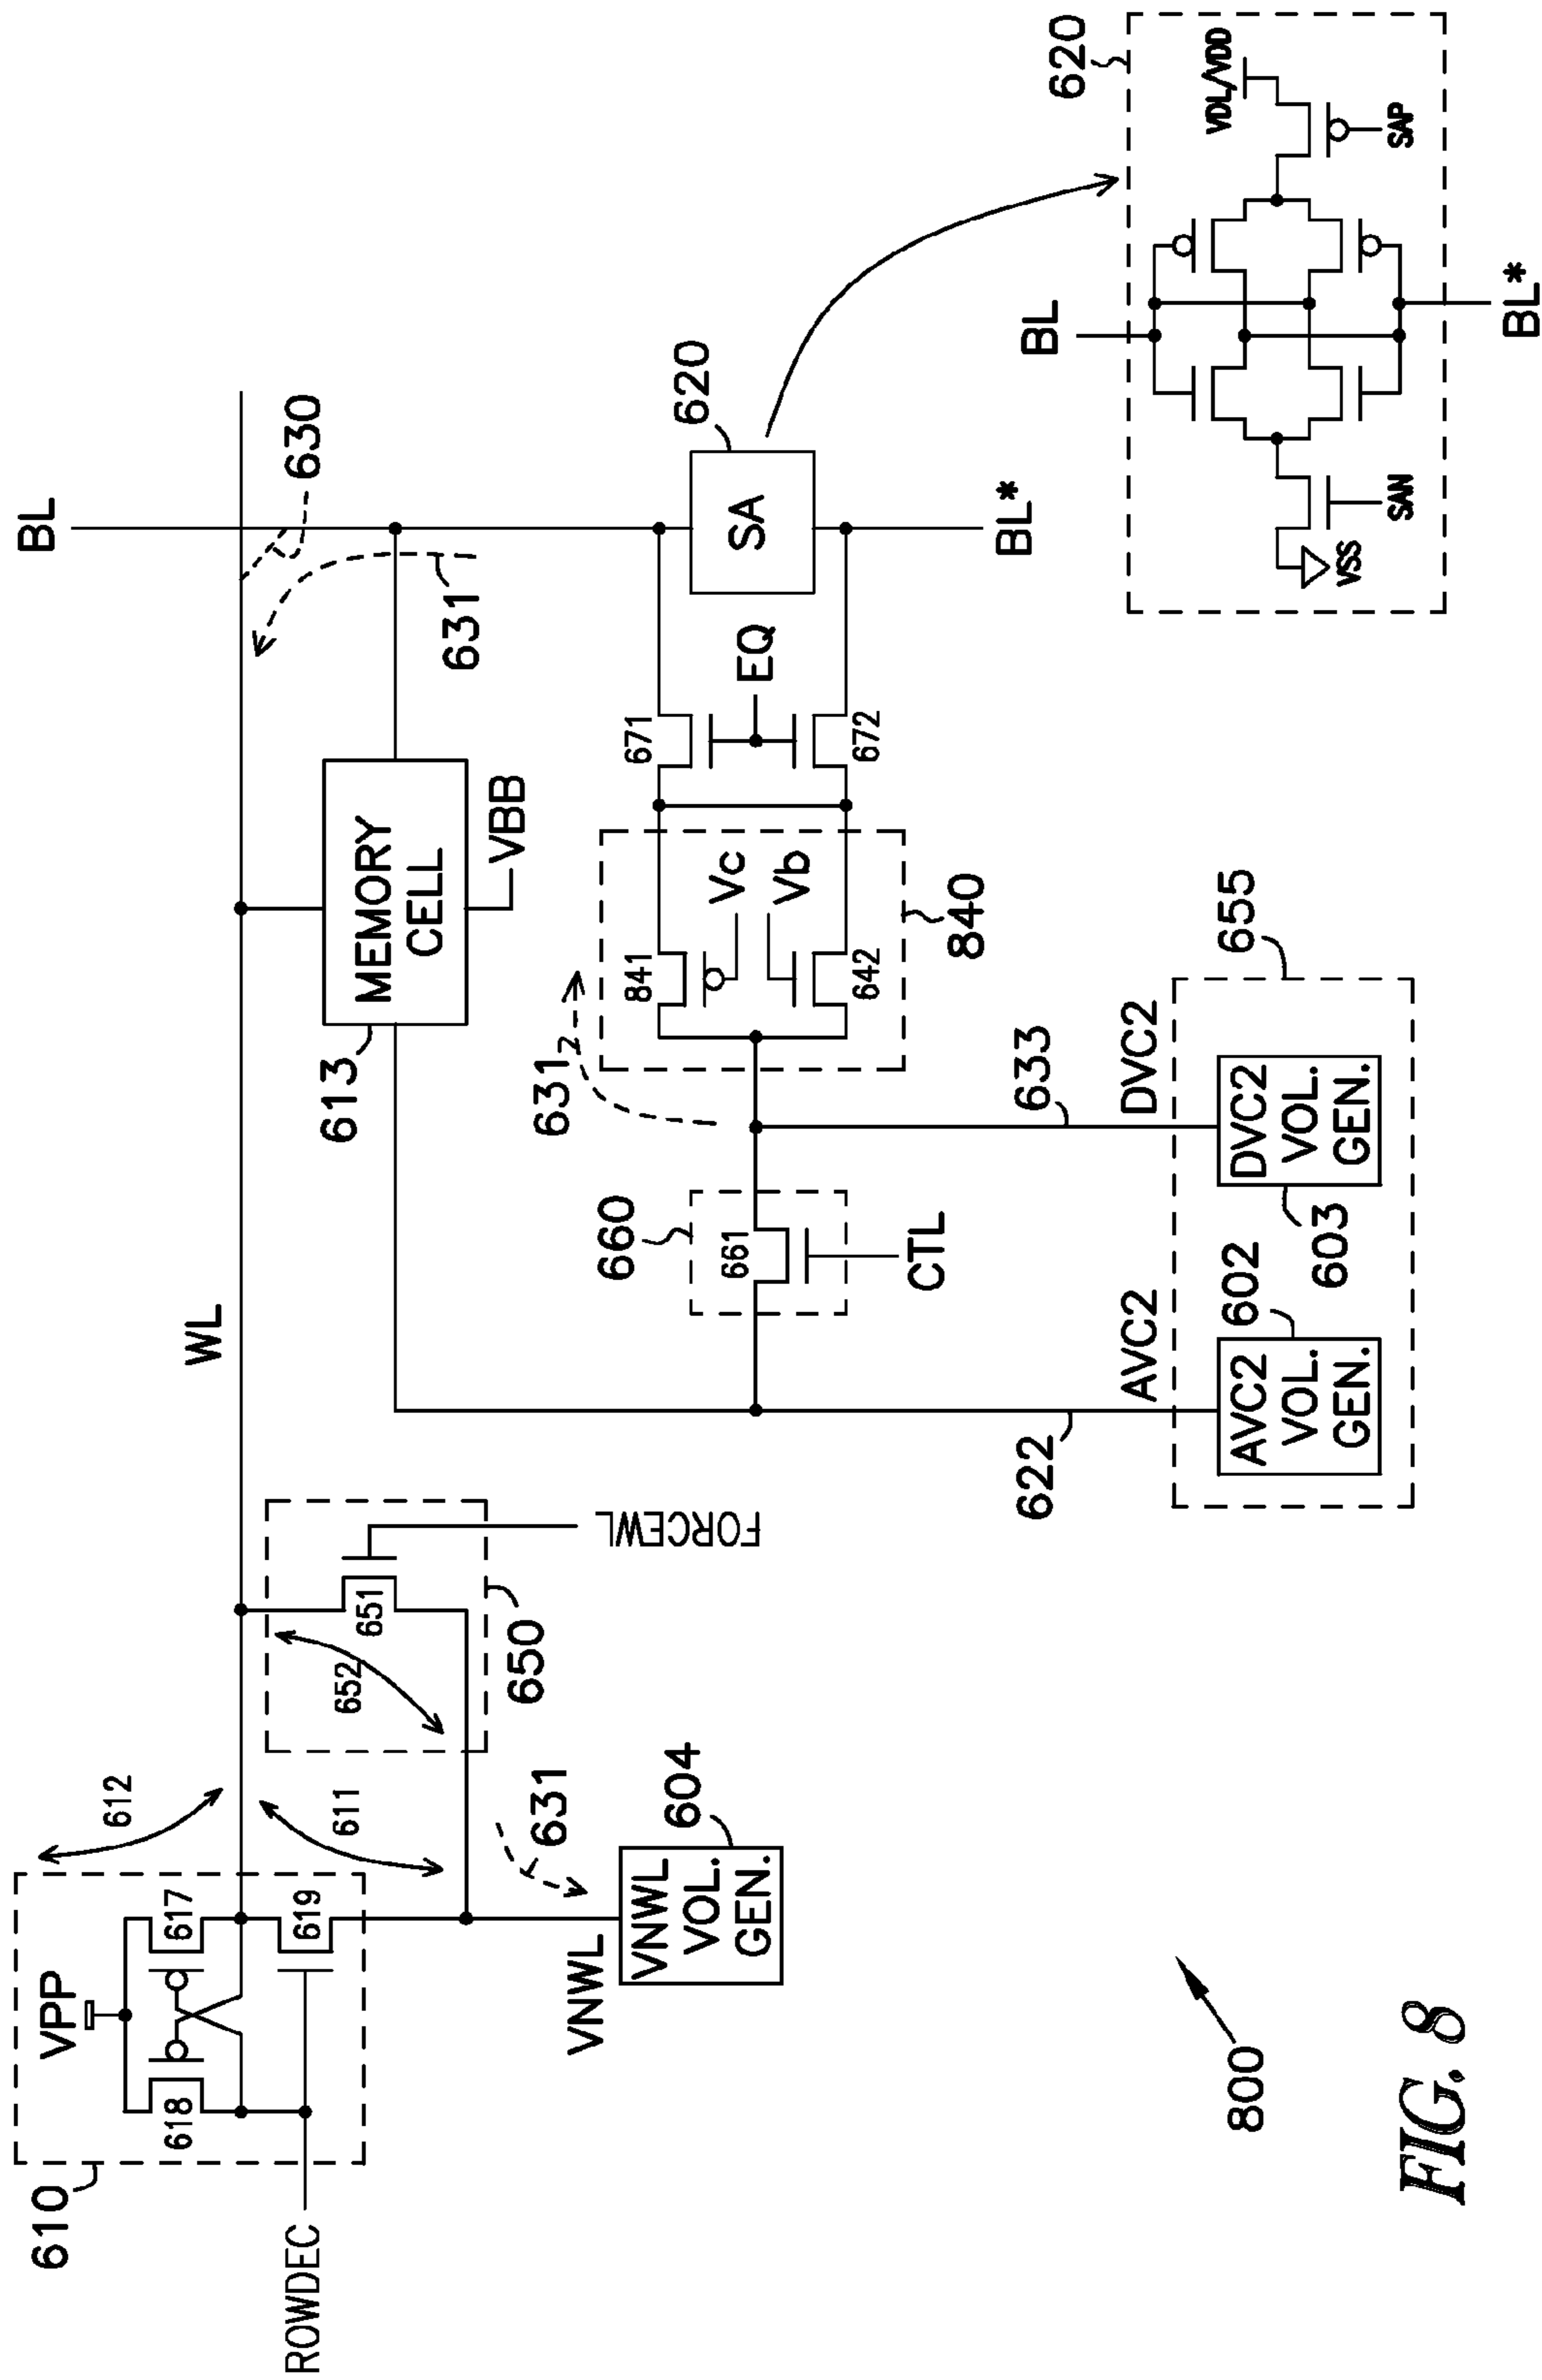 610
VPP
618
617
619
ROWDEC
612
611
VNWL
631
VNWL
VOL.
GEN.
604
WL
652
651
650
FORCEWL
BL
630
631
613
MEMORY
CELL
VBB
620
SA
BL*
671
672
EQ
631
841
642
Vc
Vb
840
660
661
CTL
633
622
AVC2
DVC2
655
AVC2
VOL.
GEN.
602
DVC2
VOL.
GEN.
603
620
BL
VDL/VDD
SAP
SAN
VSS
BL*
800
FIG. 8